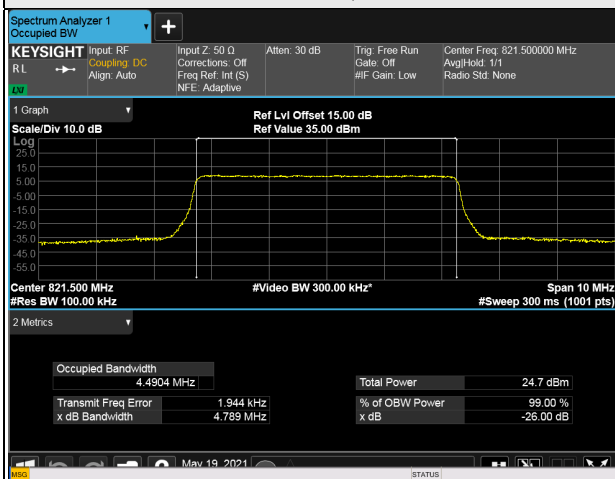 Spectrum Analyzer 1
Occupied BW
+
KEYSIGHT Input: RF Input Z: 50 Ω Atten: 30 dB Trig: Free Run Center Freq: 821.500000 MHz
RL Coupling: DC Corrections: Off Gate: Off Avg|Hold: 1/1
Align: Auto Freq Ref: Int (S) #IF Gain: Low Radio Std: None
LXI NFE: Adaptive
1 Graph
Ref Lvl Offset 15.00 dB
Scale/Div 10.0 dB Ref Value 35.00 dBm
Log
25.0
15.0
5.00
-5.00
-15.0
-25.0
-35.0
-45.0
-55.0
Center 821.500 MHz #Video BW 300.00 kHz* Span 10 MHz
#Res BW 100.00 kHz #Sweep 300 ms (1001 pts)
2 Metrics
Occupied Bandwidth
4.4904 MHz Total Power 24.7 dBm
Transmit Freq Error 1.944 kHz % of OBW Power 99.00 %
x dB Bandwidth 4.789 MHz x dB -26.00 dB
May 19, 2021
MSG STATUS